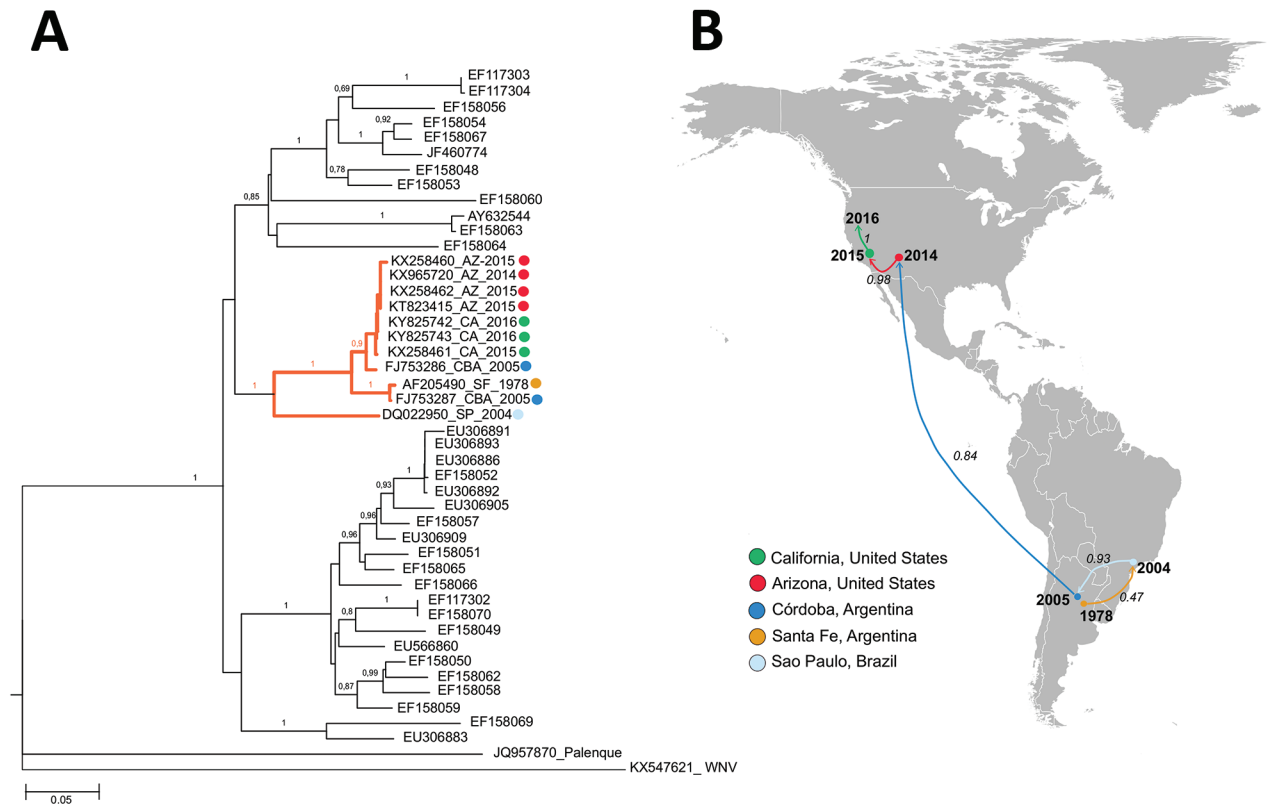 A
B
1
EF117303
EF117304
0,69
EF158056
0,92
EF158054
EF158067
1
JF460774
1
0,78
EF158048
EF158053
0,85
EF158060
1
AY632544
EF158063
EF158064
KX258460_AZ-2015
KX965720_AZ_2014
KX258462_AZ_2015
KT823415_AZ_2015
KY825742_CA_2016
KY825743_CA_2016
0,9
KX258461_CA_2015
1
FJ753286_CBA_2005
1
1
AF205490_SF_1978
FJ753287_CBA_2005
DQ022950_SP_2004
EU306891
EU306893
EU306886
1
EF158052
0,93
EU306892
EU306905
0,96
EF158057
0,96
EU306909
EF158051
EF158065
EF158066
1
1
EF117302
0,8
EF158070
EF158049
EU566860
EF158050
0,99
EF158062
0,87
EF158058
EF158059
1
EF158069
EU306883
1
JQ957870_Palenque
KX547621_ WNV
0.05
2016
1
2015
2014
0.98
0.84
0.93
2004
2005
0.47
1978
California, United States
Arizona, United States
Córdoba, Argentina
Santa Fe, Argentina
Sao Paulo, Brazil